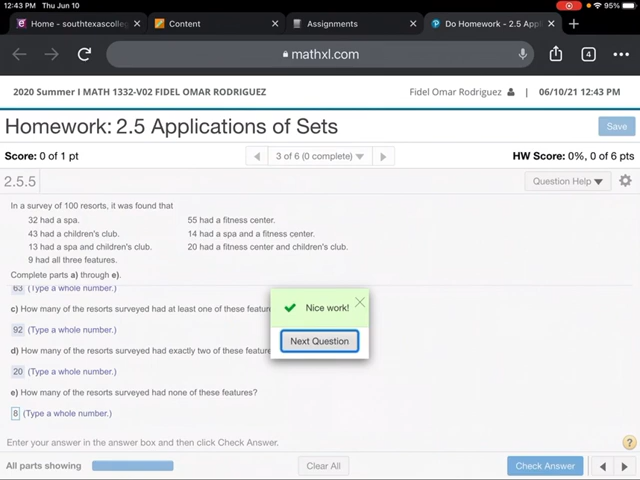 12:43 PM Thu Jun 10
95%
Home - southtexascolleg
Content
Assignments
Do Homework - 2.5 Appl
mathxl.com
4
2020 Summer I MATH 1332-V02 FIDEL OMAR RODRIGUEZ
Fidel Omar Rodriguez
06/10/21 12:43 PM
Homework: 2.5 Applications of Sets
Save
Score: 0 of 1 pt
3 of 6 (0 complete)
HW Score: 0%, 0 of 6 pts
2.5.5
Question Help
In a survey of 100 resorts, it was found that
32 had a spa.
55 had a fitness center.
43 had a children's club.
14 had a spa and a fitness center.
13 had a spa and children's club.
20 had a fitness center and children's club.
9 had all three features.
Complete parts a) through e).
63 (Type a whole number.)
c) How many of the resorts surveyed had at least one of these featur
92 (Type a whole number.)
d) How many of the resorts surveyed had exactly two of these feature
20 (Type a whole number.)
e) How many of the resorts surveyed had none of these features?
8 (Type a whole number.)
Nice work!
Next Question
Enter your answer in the answer box and then click Check Answer.
?
All parts showing
Clear All
Check Answer